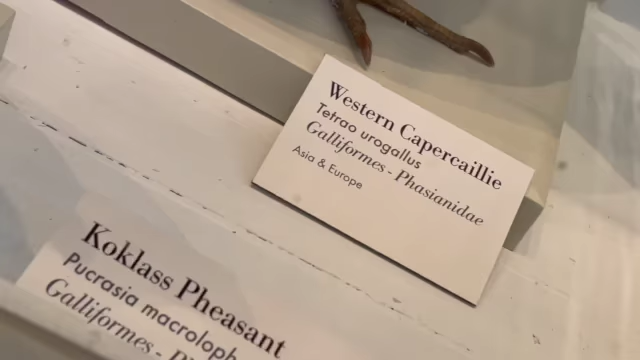 Western Capercaillie
Tetrao urogallus
Galliformes - Phasianidae
Asia & Europe
Koklass Pheasant
Pucrasia macroloph
Galliformes -